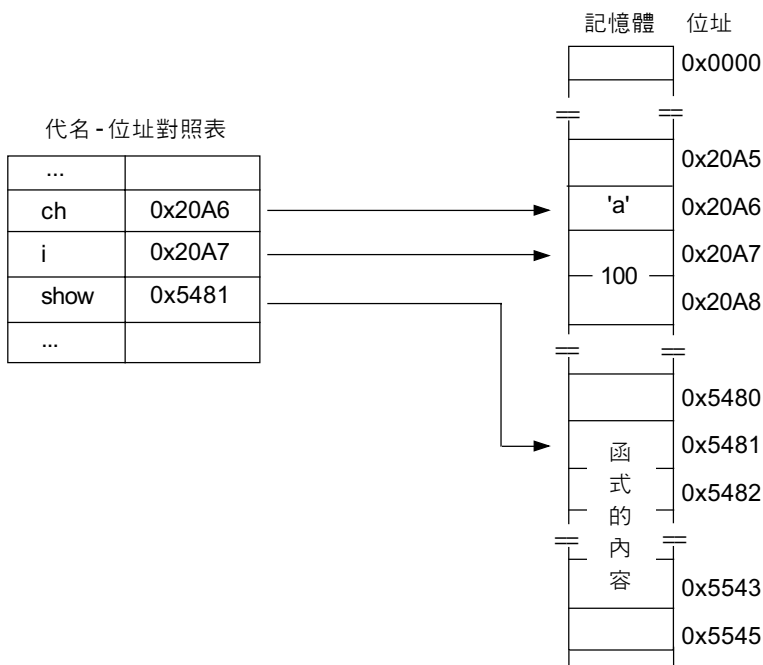 記憶體 位址
0x0000
代名-位址對照表
0x20A5
...
ch 0x20A6
'a' 0x20A6
i 0x20A7
0x20A7
100
show 0x5481
0x20A8
...
0x5480
函式的內容
0x5481
0x5482
0x5543
0x5545